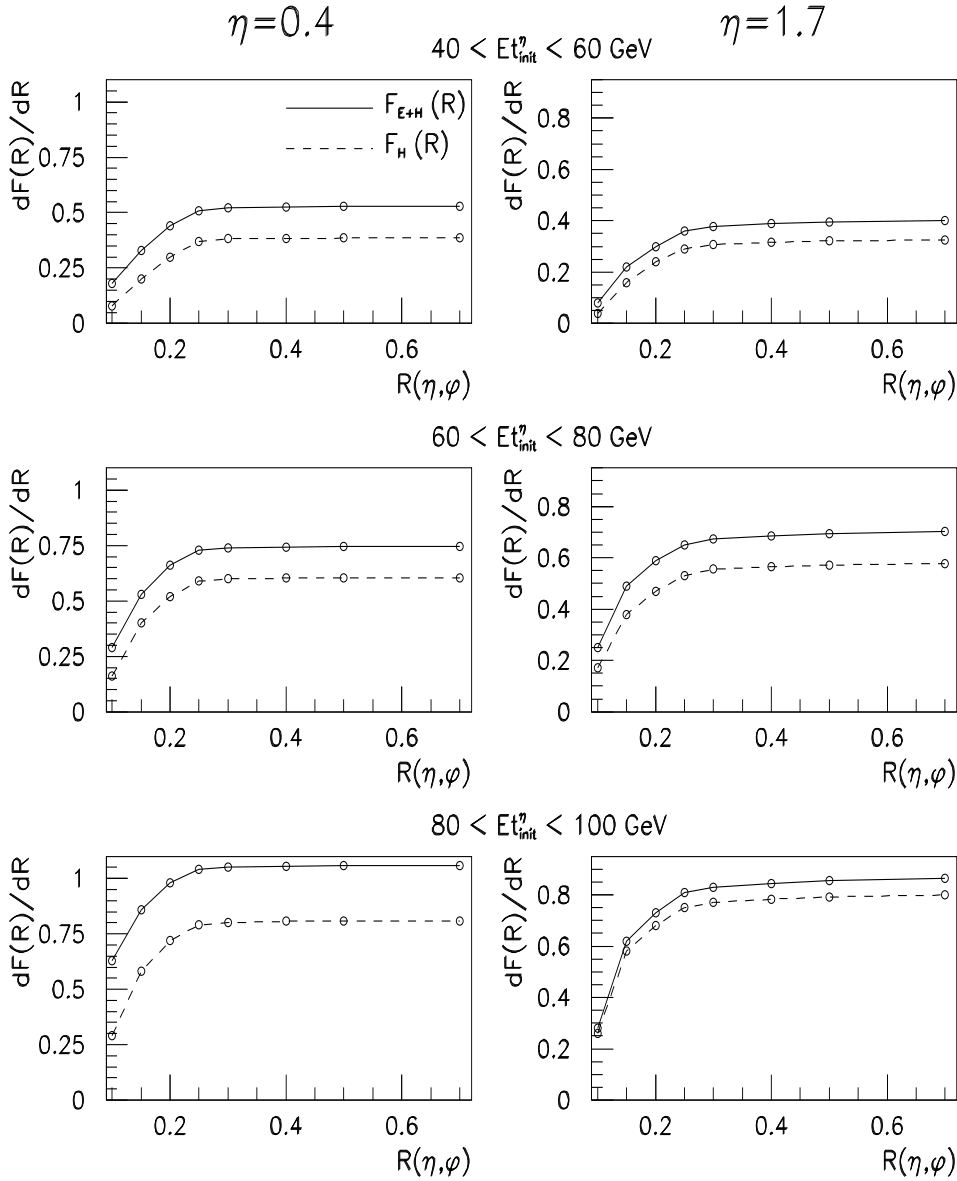 η=0.4
η=1.7
40 < Et^η_init < 60 GeV
dF(R)/dR
1
0.75
0.5
0.25
0
F_E+H (R)
F_H (R)
0.2 0.4 0.6
R(η,φ)
dF(R)/dR
0.8
0.6
0.4
0.2
0
0.2 0.4 0.6
R(η,φ)
60 < Et^η_init < 80 GeV
dF(R)/dR
1
0.75
0.5
0.25
0
0.2 0.4 0.6
R(η,φ)
dF(R)/dR
0.8
0.6
0.4
0.2
0
0.2 0.4 0.6
R(η,φ)
80 < Et^η_init < 100 GeV
dF(R)/dR
1
0.75
0.5
0.25
0
0.2 0.4 0.6
R(η,φ)
dF(R)/dR
0.8
0.6
0.4
0.2
0
0.2 0.4 0.6
R(η,φ)